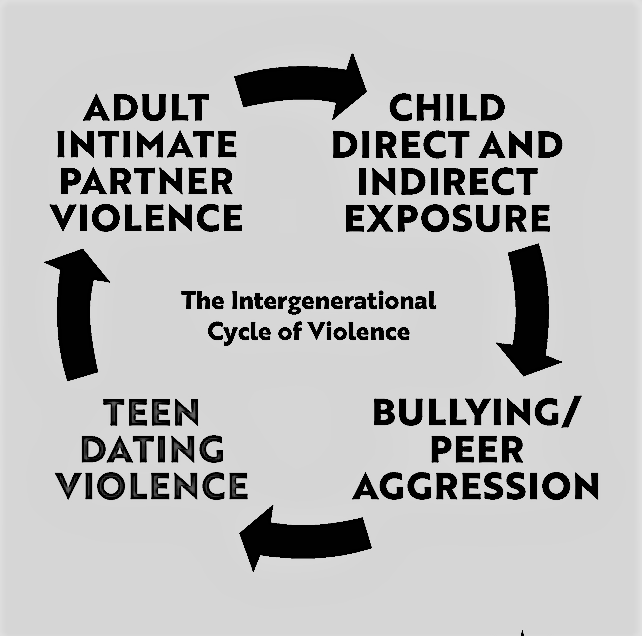 ADULT
INTIMATE
PARTNER
VIOLENCE
CHILD
DIRECT AND
INDIRECT
EXPOSURE
The Intergenerational
Cycle of Violence
TEEN
DATING
VIOLENCE
BULLYING/
PEER
AGGRESSION